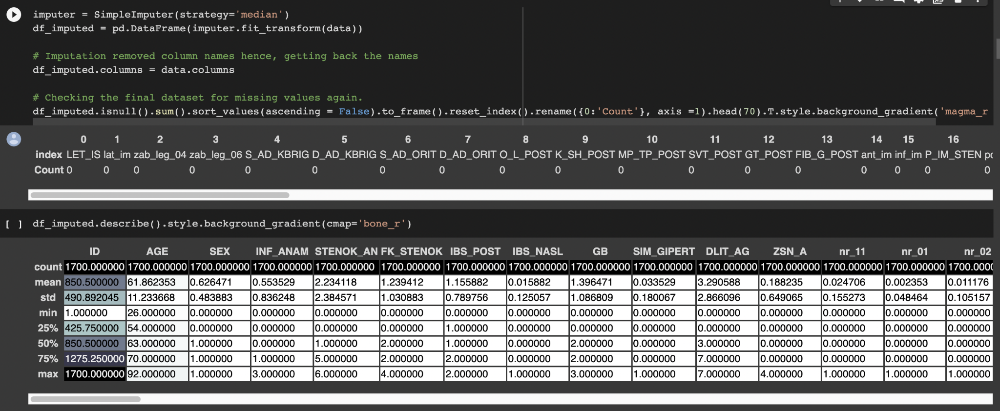 imputer = SimpleImputer(strategy='median')
df_imputed = pd.DataFrame(imputer.fit_transform(data))
# Imputation removed column names hence, getting back the names
df_imputed.columns = data.columns
# Checking the final dataset for missing values again.
df_imputed.isnull().sum().sort_values(ascending = False).to_frame().reset_index().rename({0:'Count'}, axis =1).head(70).T.style.background_gradient('magma_r
0 1 2 3 4 5 6 7 8 9 10 11 12 13 14 15 16
index LET_IS lat_im zab_leg_04 zab_leg_06 S_AD_KBRIG D_AD_KBRIG S_AD_ORIT D_AD_ORIT O_L_POST K_SH_POST MP_TP_POST SVT_POST GT_POST FIB_G_POST ant_im inf_im P_IM_STEN
Count 0 0 0 0 0 0 0 0 0 0 0 0 0 0 0 0 0 0
[ ] df_imputed.describe().style.background_gradient(cmap='bone_r')
ID AGE SEX INF_ANAM STENOK_AN FK_STENOK IBS_POST IBS_NASL GB SIM_GIPERT DLIT_AG ZSN_A nr_11 nr_01 nr_02
count 1700.000000 1700.000000 1700.000000 1700.000000 1700.000000 1700.000000 1700.000000 1700.000000 1700.000000 1700.000000 1700.000000 1700.000000 1700.000000 1700.000000 1700.000
mean 850.500000 61.862353 0.626471 0.553529 2.234118 1.239412 1.155882 0.015882 1.396471 0.033529 3.290588 0.188235 0.024706 0.002353 0.011176
std 490.892045 11.233668 0.483883 0.836248 2.384571 1.030883 0.789756 0.125057 1.086809 0.180067 2.866096 0.649065 0.155273 0.048464 0.105157
min 1.000000 26.000000 0.000000 0.000000 0.000000 0.000000 0.000000 0.000000 0.000000 0.000000 0.000000 0.000000 0.000000 0.000000 0.000000
25% 425.750000 54.000000 0.000000 0.000000 0.000000 0.000000 1.000000 0.000000 0.000000 0.000000 0.000000 0.000000 0.000000 0.000000 0.000000
50% 850.500000 63.000000 1.000000 0.000000 1.000000 2.000000 1.000000 0.000000 2.000000 0.000000 3.000000 0.000000 0.000000 0.000000 0.000000
75% 1275.250000 70.000000 1.000000 1.000000 5.000000 2.000000 2.000000 0.000000 2.000000 0.000000 7.000000 0.000000 0.000000 0.000000 0.000000
max 1700.000000 92.000000 1.000000 3.000000 6.000000 4.000000 2.000000 1.000000 3.000000 1.000000 7.000000 4.000000 1.000000 1.000000 1.000000